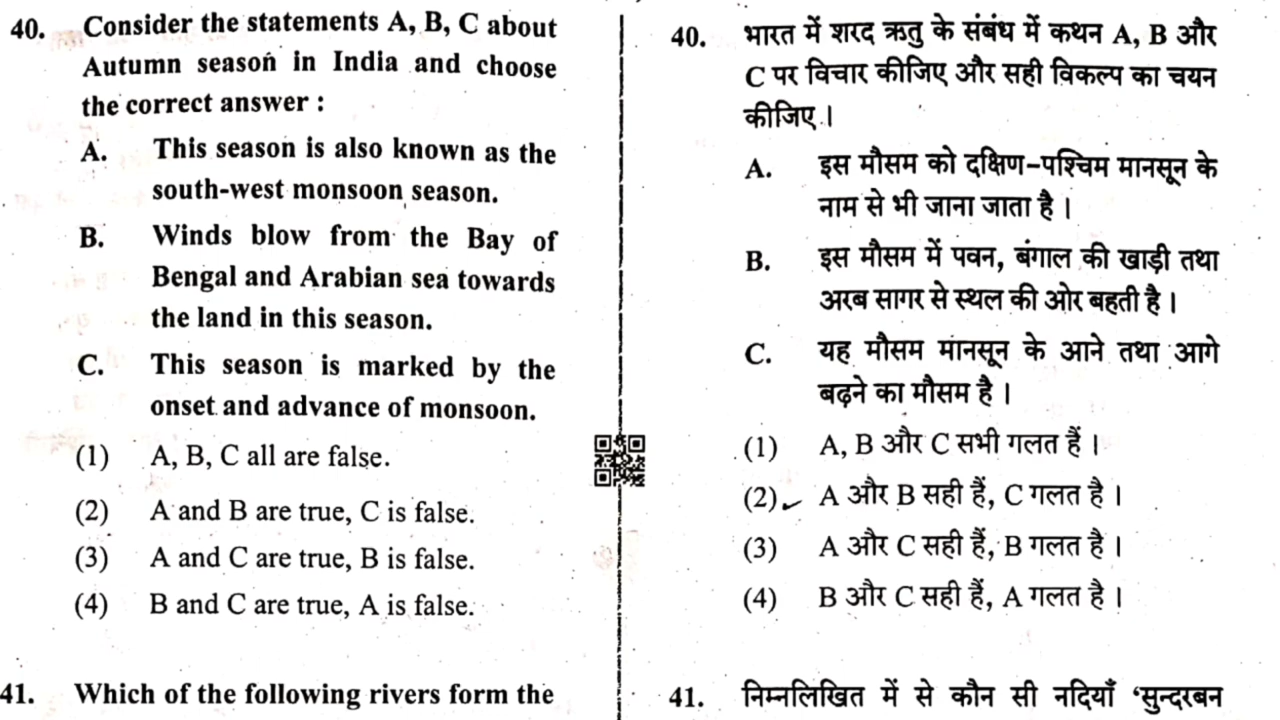 40. Consider the statements A, B, C about
Autumn season in India and choose
the correct answer :
A. This season is also known as the
south-west monsoon season.
B. Winds blow from the Bay of
Bengal and Arabian sea towards
the land in this season.
C. This season is marked by the
onset and advance of monsoon.
(1) A, B, C all are false.
(2) A and B are true, C is false.
(3) A and C are true, B is false.
(4) B and C are true, A is false.
41. Which of the following rivers form the
40. भारत में शरद ऋतु के संबंध में कथन A, B और
C पर विचार कीजिए और सही विकल्प का चयन
कीजिए ।
A. इस मौसम को दक्षिण-पश्चिम मानसून के
नाम से भी जाना जाता है ।
B. इस मौसम में पवन, बंगाल की खाड़ी तथा
अरब सागर से स्थल की ओर बहती है ।
C. यह मौसम मानसून के आने तथा आगे
बढ़ने का मौसम है ।
(1) A, B और C सभी गलत हैं ।
(2) A और B सही हैं, C गलत है ।
(3) A और C सही हैं, B गलत है ।
(4) B और C सही हैं, A गलत है ।
41. निम्नलिखित में से कौन सी नदियाँ ‘सुन्दरबन